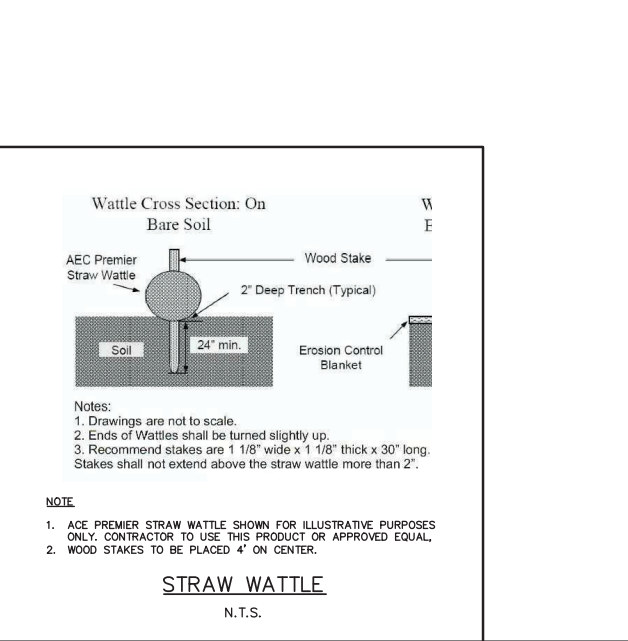 Wattle Cross Section: On
Bare Soil
W
E
AEC Premier
Straw Wattle
Wood Stake
2" Deep Trench (Typical)
Soil
24" min.
Erosion Control
Blanket
Notes:
1. Drawings are not to scale.
2. Ends of Wattles shall be turned slightly up.
3. Recommend stakes are 1 1/8" wide x 1 1/8" thick x 30" long.
Stakes shall not extend above the straw wattle more than 2".
NOTE
1. ACE PREMIER STRAW WATTLE SHOWN FOR ILLUSTRATIVE PURPOSES
ONLY. CONTRACTOR TO USE THIS PRODUCT OR APPROVED EQUAL,
2. WOOD STAKES TO BE PLACED 4' ON CENTER.
STRAW WATTLE
N.T.S.